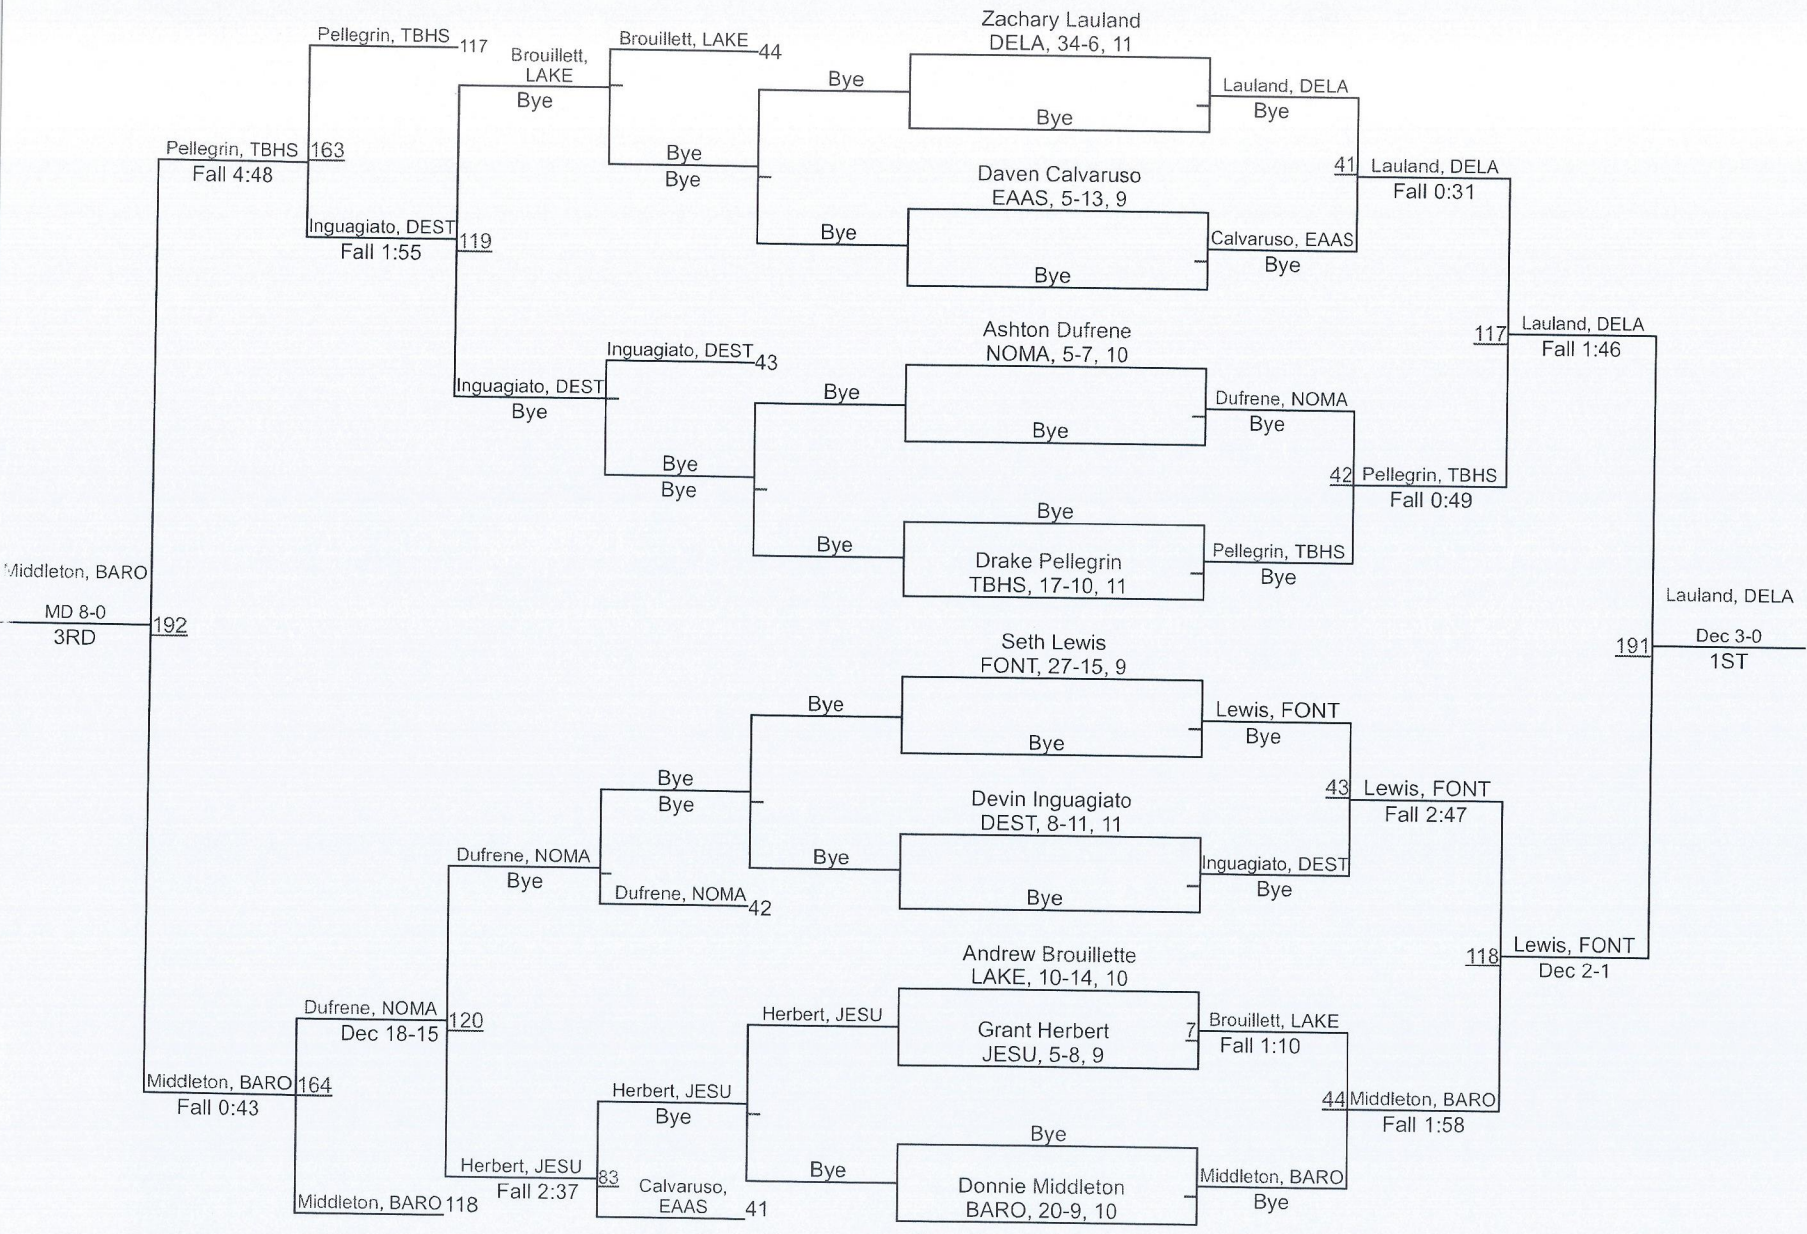 Zachary Lauland
DELA, 34-6, 11
Pellegrin, TBHS 117
Brouillett,
LAKE
Bye
Brouillett, LAKE 44
Bye
Bye
Lauland, DELA
Bye
Pellegrin, TBHS 163
Fall 4:48
Bye
Bye
Daven Calvaruso
EAAS, 5-13, 9
41 Lauland, DELA
Fall 0:31
Inguagiato, DEST 119
Fall 1:55
Bye
Bye
Calvaruso, EAAS
Bye
Ashton Dufrene
NOMA, 5-7, 10
117 Lauland, DELA
Fall 1:46
Inguagiato, DEST 43
Inguagiato, DEST
Bye
Bye
Bye
Dufrene, NOMA
Bye
Bye
Bye
42 Pellegrin, TBHS
Fall 0:49
Bye
Bye
Drake Pellegrin
TBHS, 17-10, 11
Pellegrin, TBHS
Bye
Middleton, BARO
MD 8-0
3RD
192
Lauland, DELA
191 Dec 3-0
1ST
Seth Lewis
FONT, 27-15, 9
Bye
Bye
Lewis, FONT
Bye
Bye
Bye
Devin Inguagiato
DEST, 8-11, 11
43 Lewis, FONT
Fall 2:47
Dufrene, NOMA
Bye
Dufrene, NOMA 42
Bye
Bye
Inguagiato, DEST
Bye
118 Lewis, FONT
Dec 2-1
Andrew Brouillette
LAKE, 10-14, 10
Dufrene, NOMA 120
Dec 18-15
Herbert, JESU
Grant Herbert
JESU, 5-8, 9
7 Brouillett, LAKE
Fall 1:10
Middleton, BARO 164
Fall 0:43
Herbert, JESU
Bye
44 Middleton, BARO
Fall 1:58
Bye
Herbert, JESU 83
Fall 2:37
Bye
Donnie Middleton
BARO, 20-9, 10
Middleton, BARO
Bye
Middleton, BARO 118
Calvaruso,
EAAS 41